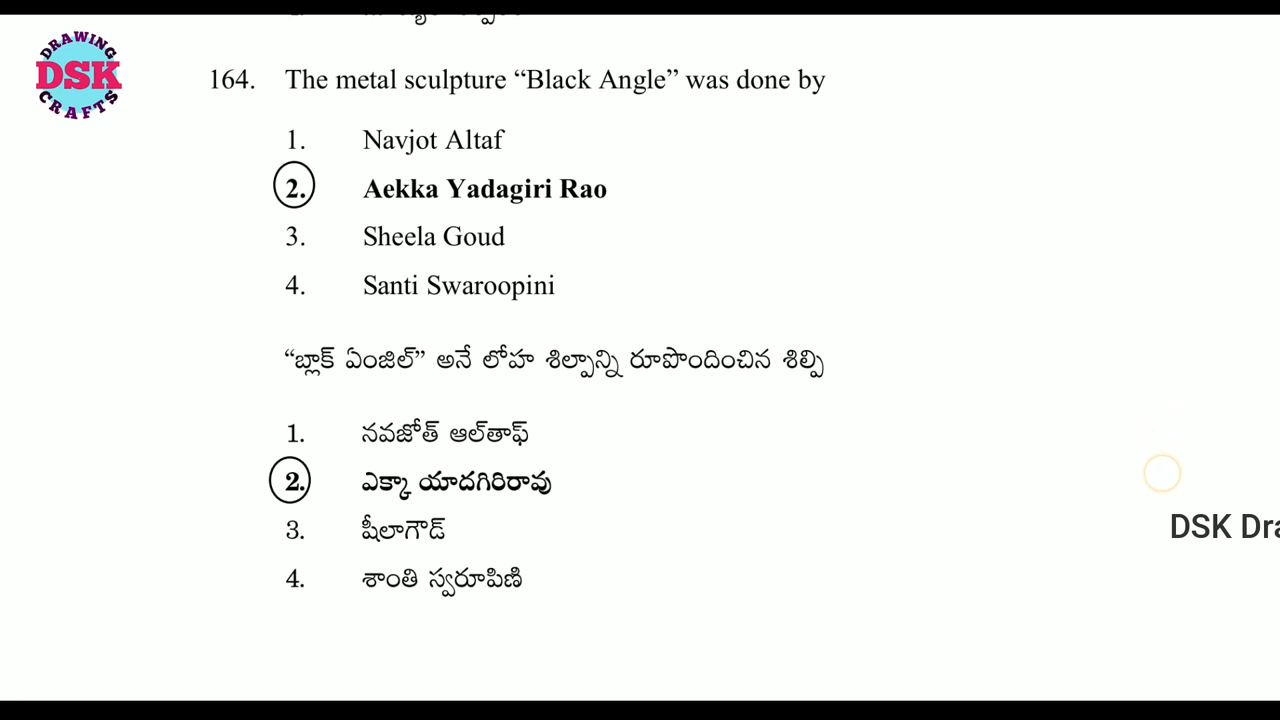 DRAWING
DSK
CRAFTS
164. The metal sculpture “Black Angle” was done by
1. Navjot Altaf
2. Aekka Yadagiri Rao
3. Sheela Goud
4. Santi Swaroopini
“బ్లాక్ ఏంజిల్” అనే లోహ శిల్పాన్ని రూపొందించిన శిల్పి
1. నవజోత్ ఆల్‌తాఫ్
2. ఎక్కా యాదగిరిరావు
3. షీలాగౌడ్
4. శాంతి స్వరూపిణి
DSK Dra